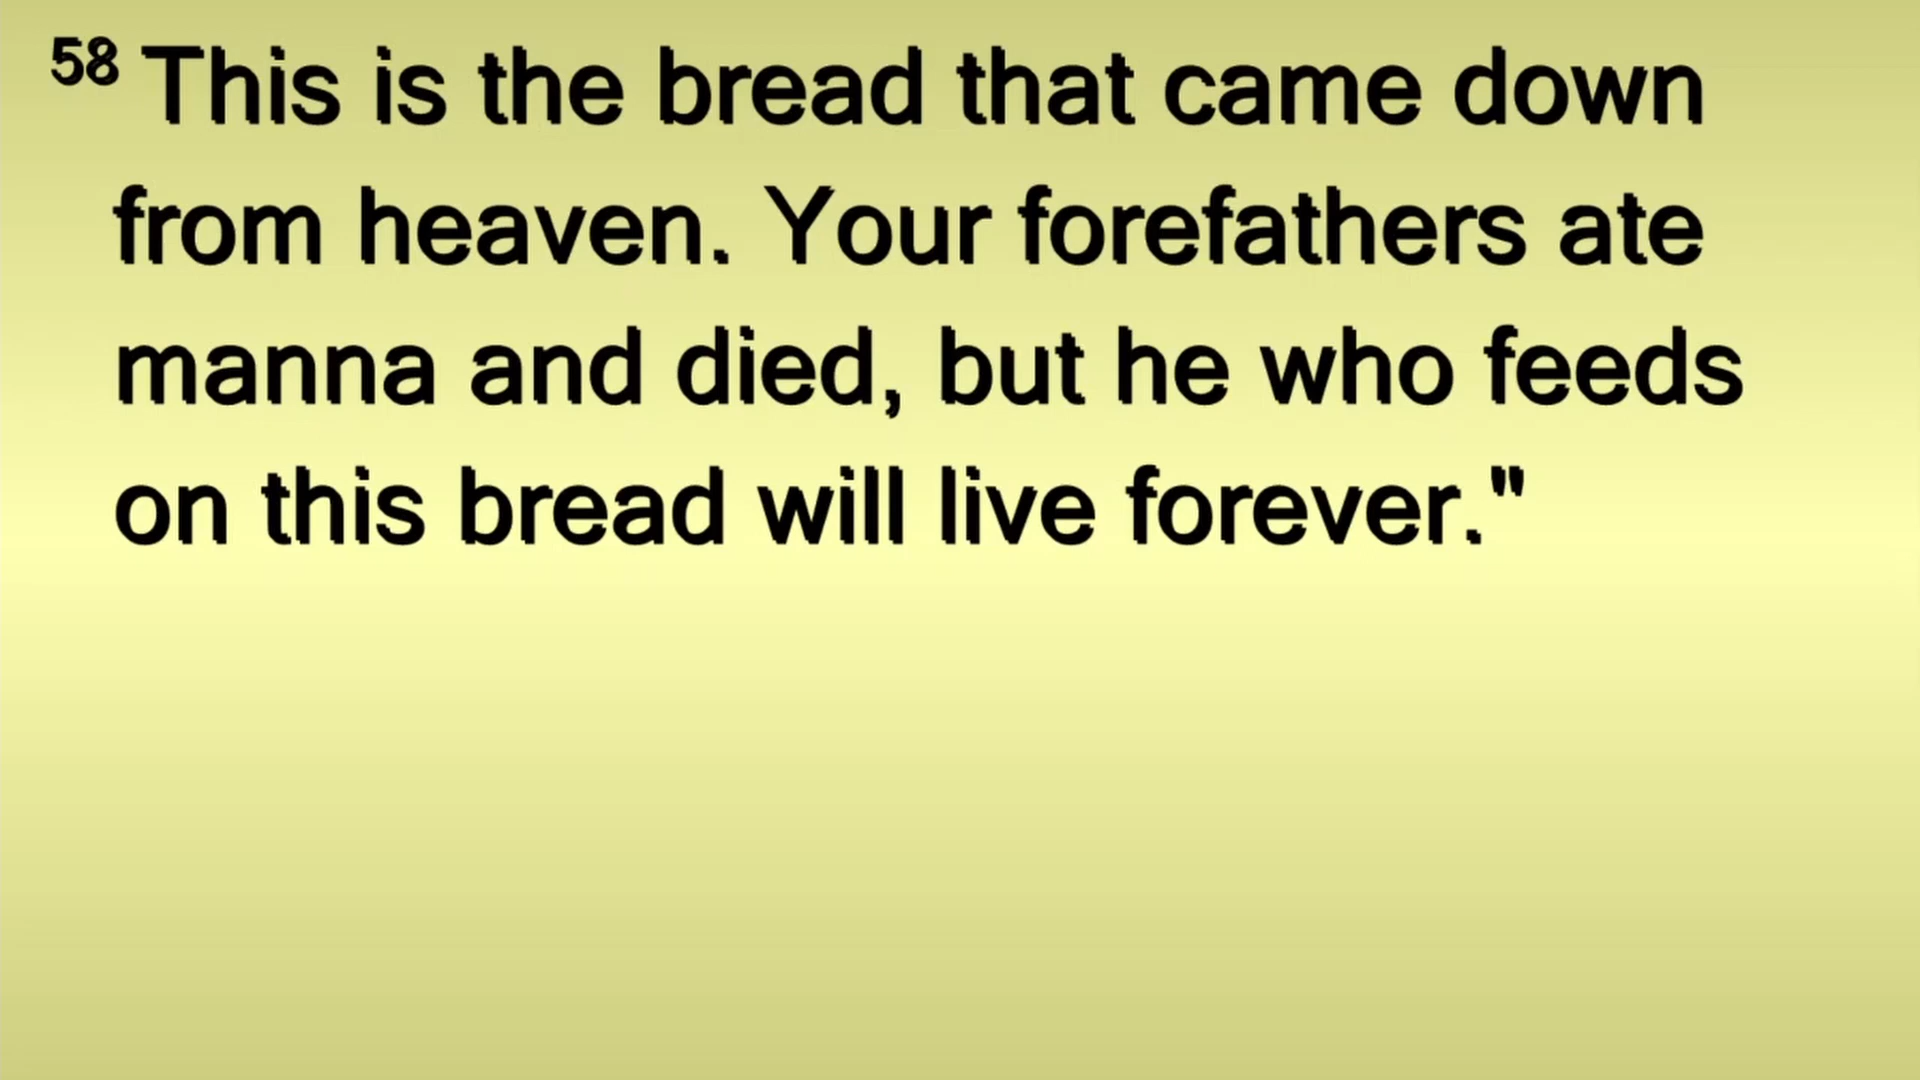 58 This is the bread that came down
from heaven. Your forefathers ate
manna and died, but he who feeds
on this bread will live forever."